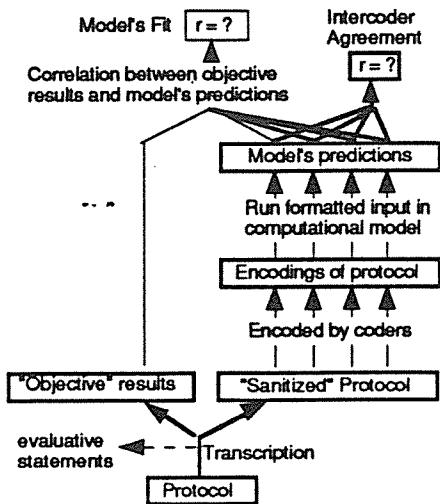 Model's Fit
r = ?
Intercoder
Agreement
r = ?
Correlation between objective
results and model's predictions
Model's predictions
Run formatted input in
computational model
Encodings of protocol
Encoded by coders
"Objective" results
"Sanitized" Protocol
evaluative
statements
Transcription
Protocol